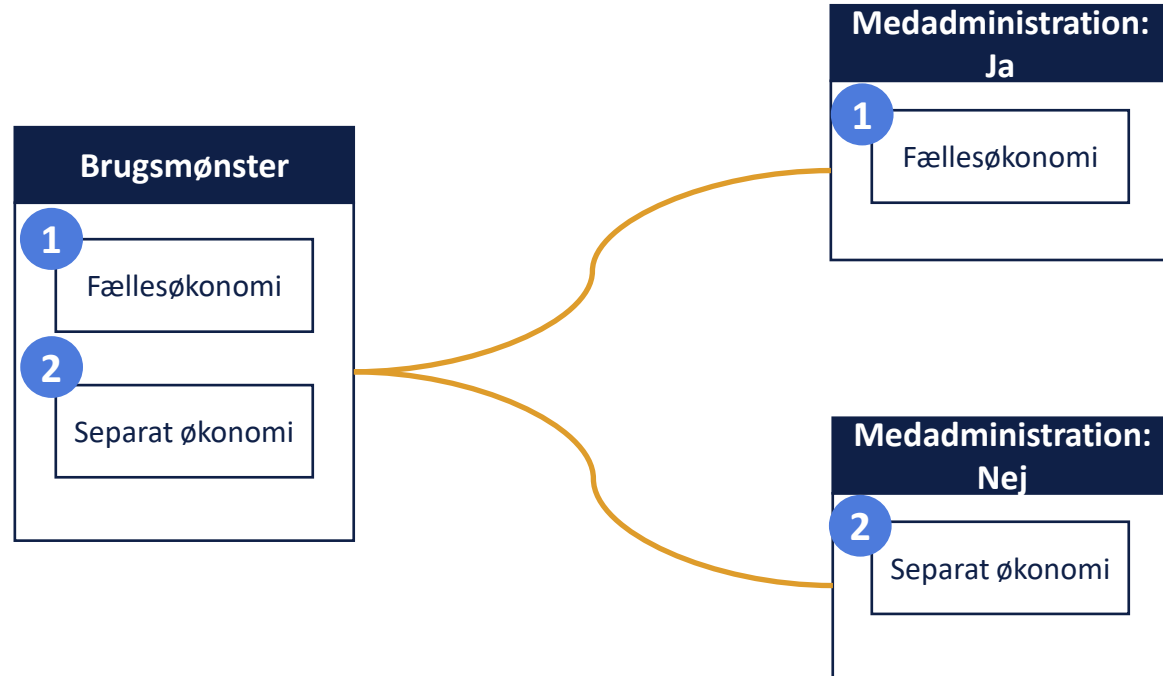 Brugsmønster
1
Fællesøkonomi
2
Separat økonomi
Medadministration:
Ja
1
Fællesøkonomi
Medadministration:
Nej
2
Separat økonomi